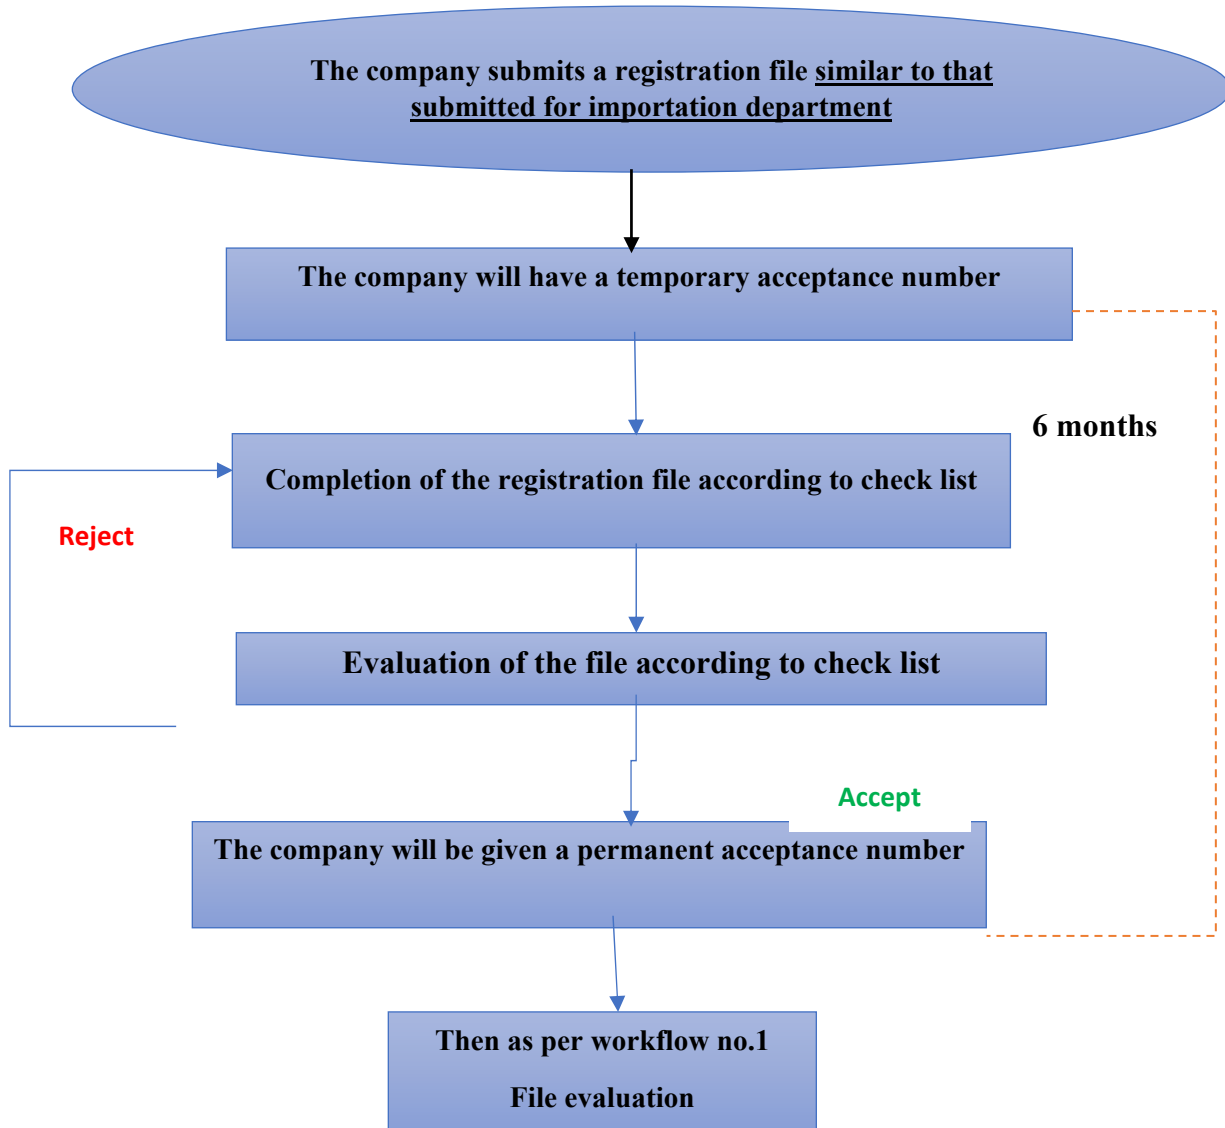 The company submits a registration file similar to that
submitted for importation department
The company will have a temporary acceptance number
6 months
Completion of the registration file according to check list
Reject
Evaluation of the file according to check list
Accept
The company will be given a permanent acceptance number
Then as per workflow no.1
File evaluation